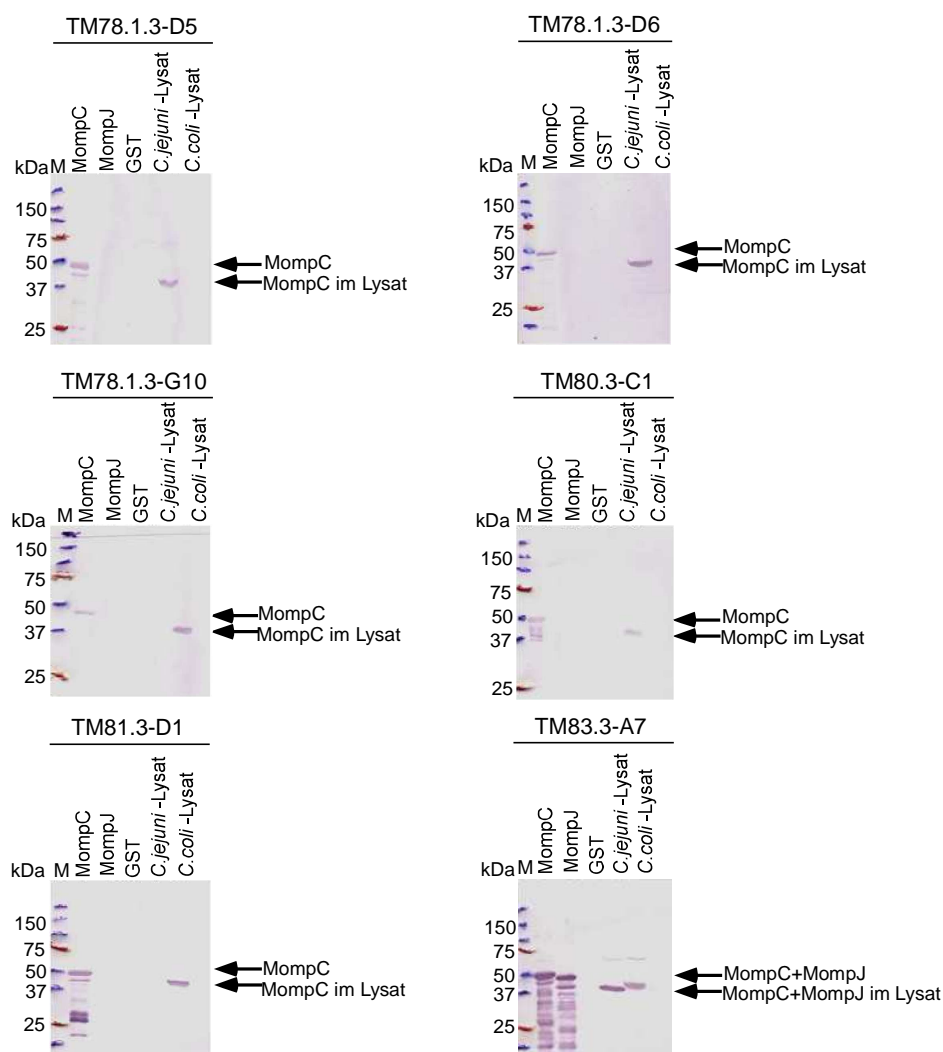 TM78.1.3-D5
kDa M MompC MompJ GST C.jejuni -Lysat C.coli -Lysat
150
75
50
37
25
MompC
MompC im Lysat
TM78.1.3-D6
kDa M MompC MompJ GST C.jejuni -Lysat C.coli -Lysat
150
75
50
37
25
MompC
MompC im Lysat
TM78.1.3-G10
kDa M MompC MompJ GST C.jejuni -Lysat C.coli -Lysat
150
75
50
37
25
MompC
MompC im Lysat
TM80.3-C1
kDa M MompC MompJ GST C.jejuni -Lysat C.coli -Lysat
150
75
50
37
25
MompC
MompC im Lysat
TM81.3-D1
kDa M MompC MompJ GST C.jejuni -Lysat C.coli -Lysat
150
75
50
37
25
MompC
MompC im Lysat
TM83.3-A7
kDa M MompC MompJ GST C.jejuni -Lysat C.coli -Lysat
150
75
50
37
25
MompC+MompJ
MompC+MompJ im Lysat